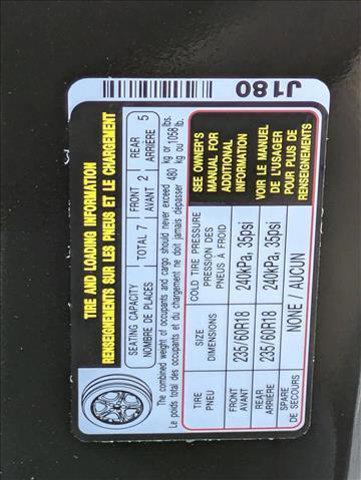 TIRE AND LOADING INFORMATION
RENSEIGNEMENTS SUR LES PNEUS ET LE CHARGEMENT
SEATING CAPACITY
NOMBRE DE PLACES
TOTAL 7
FRONT
AVANT
2
REAR
ARRIÈRE
5
The combined weight of occupants and cargo should never exceed 480 kg or 1058 lbs.
Le poids total des occupants et du chargement ne doit jamais dépasser 480 kg ou 1058 lb.
TIRE
PNEU
SIZE
DIMENSIONS
COLD TIRE PRESSURE
PRESSION DES
PNEUS À FROID
FRONT
AVANT
235/60R18
240kPa, 35psi
REAR
ARRIÈRE
235/60R18
240kPa, 35psi
SPARE
DE SECOURS
NONE / AUCUN
SEE OWNER'S
MANUAL FOR
ADDITIONAL
INFORMATION
VOIR LE MANUEL
DE L'USAGER
POUR PLUS DE
RENSEIGNEMENTS
J180